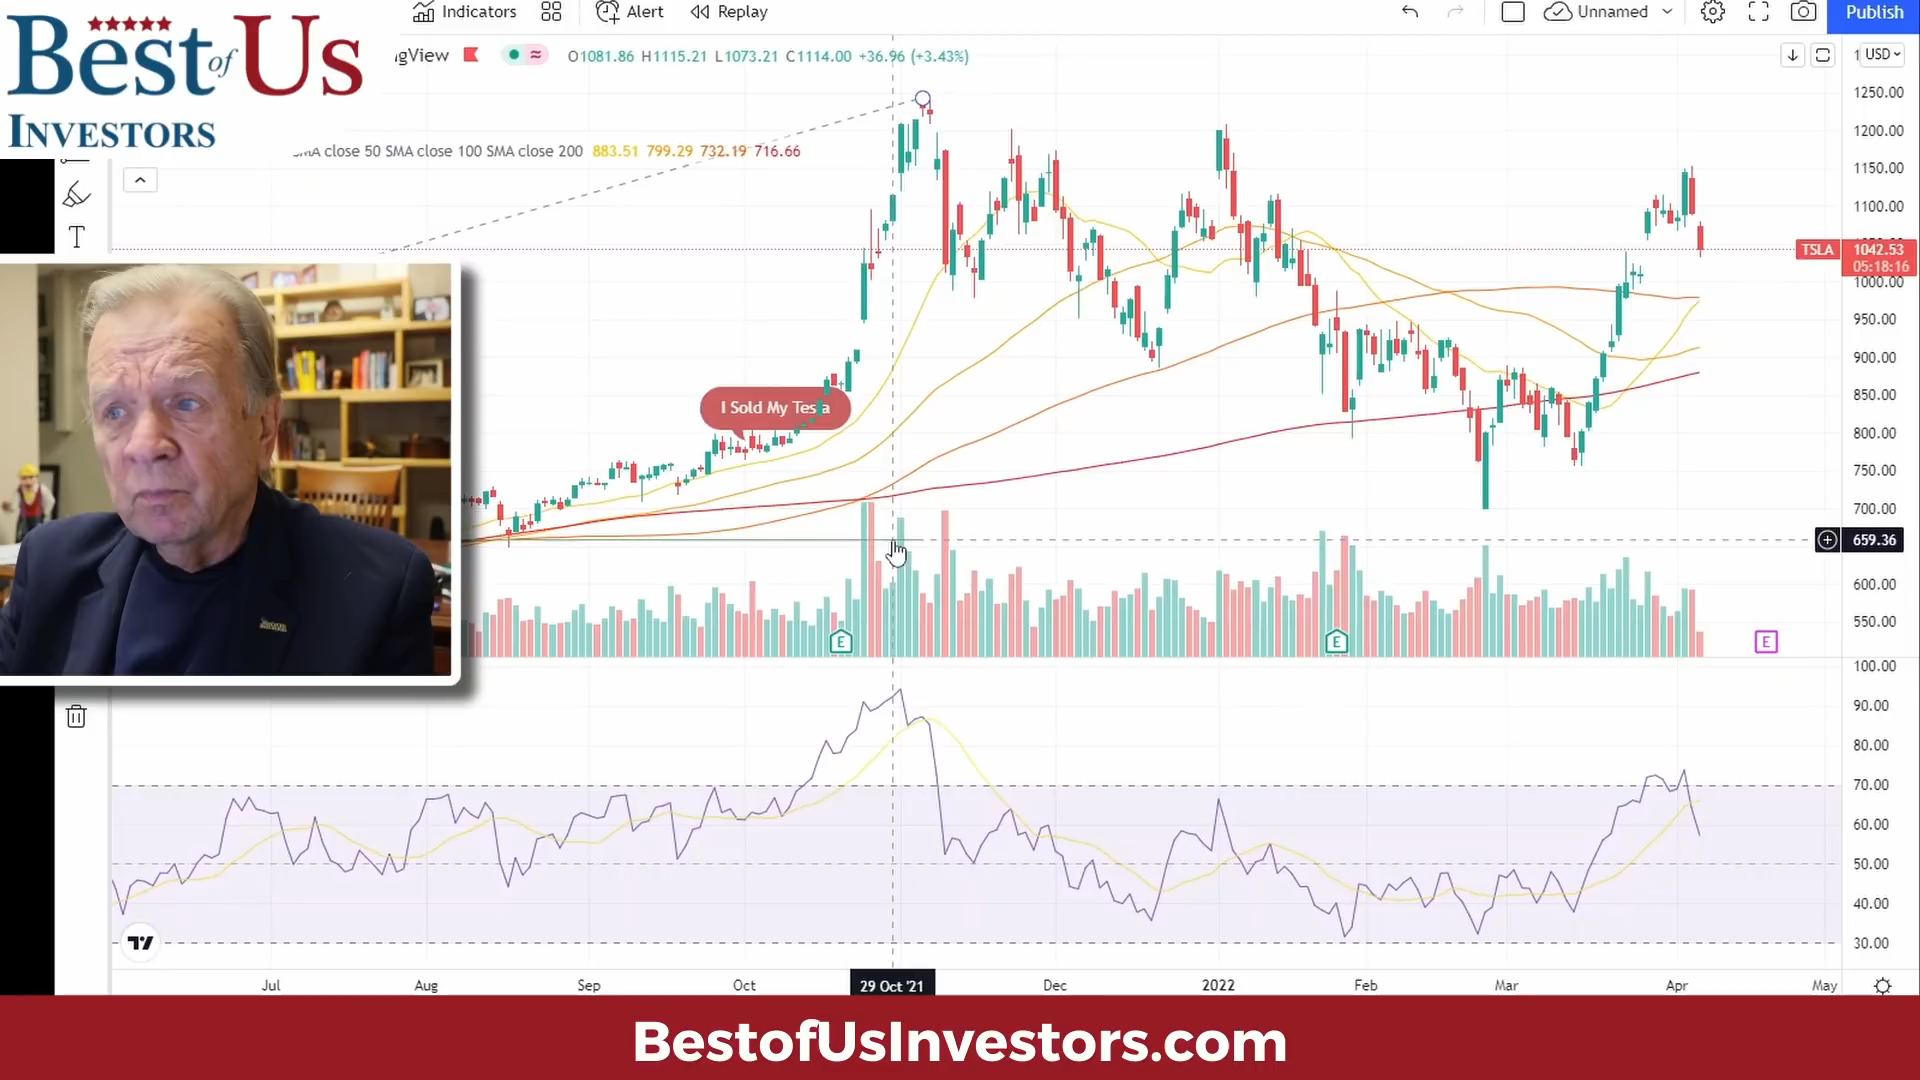 Best of Us
INVESTORS
Indicators
Alert
Replay
Unnamed
Publish
gView
O1081.86 H1115.21 L1073.21 C1114.00 +36.96 (+3.43%)
USD
SMA close 50 SMA close 100 SMA close 200 883.51 799.29 732.19 716.66
T
I Sold My Tesla
1250.00
1200.00
1150.00
1100.00
TSLA 1042.53
05:18:16
1000.00
950.00
900.00
850.00
800.00
750.00
700.00
659.36
600.00
550.00
E
E
E
100.00
90.00
80.00
70.00
60.00
50.00
40.00
30.00
Jul Aug Sep Oct 29 Oct '21 Dec 2022 Feb Mar Apr May
BestofUsInvestors.com